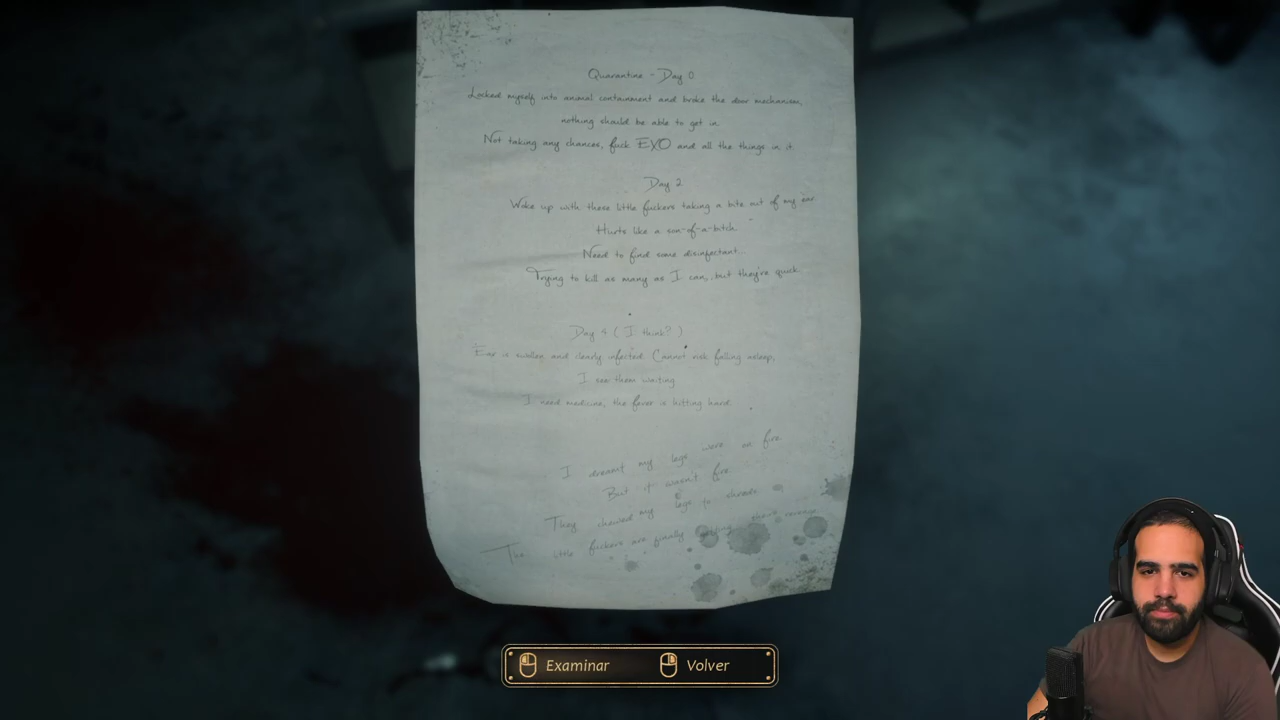 Quarantine - Day 0
Locked myself into animal containment and broke the door mechanism,
nothing should be able to get in.
Not taking any chances, fuck EXO and all the things in it.
Day 2
Woke up with these little fuckers taking a bite out of my ear
Hurts like a son-of-a-bitch.
Need to find some disinfectant...
Trying to kill as many as I can, but they're quick.
Day 4 ( I think? )
Ear is swollen and clearly infected. Cannot risk falling asleep,
I see them waiting
I need medicine, the fever is hitting hard
I dreamt my legs were on fire
But it wasn't fire
They chewed my legs to shreds
The little fuckers are finally getting their revenge
Examinar
Volver